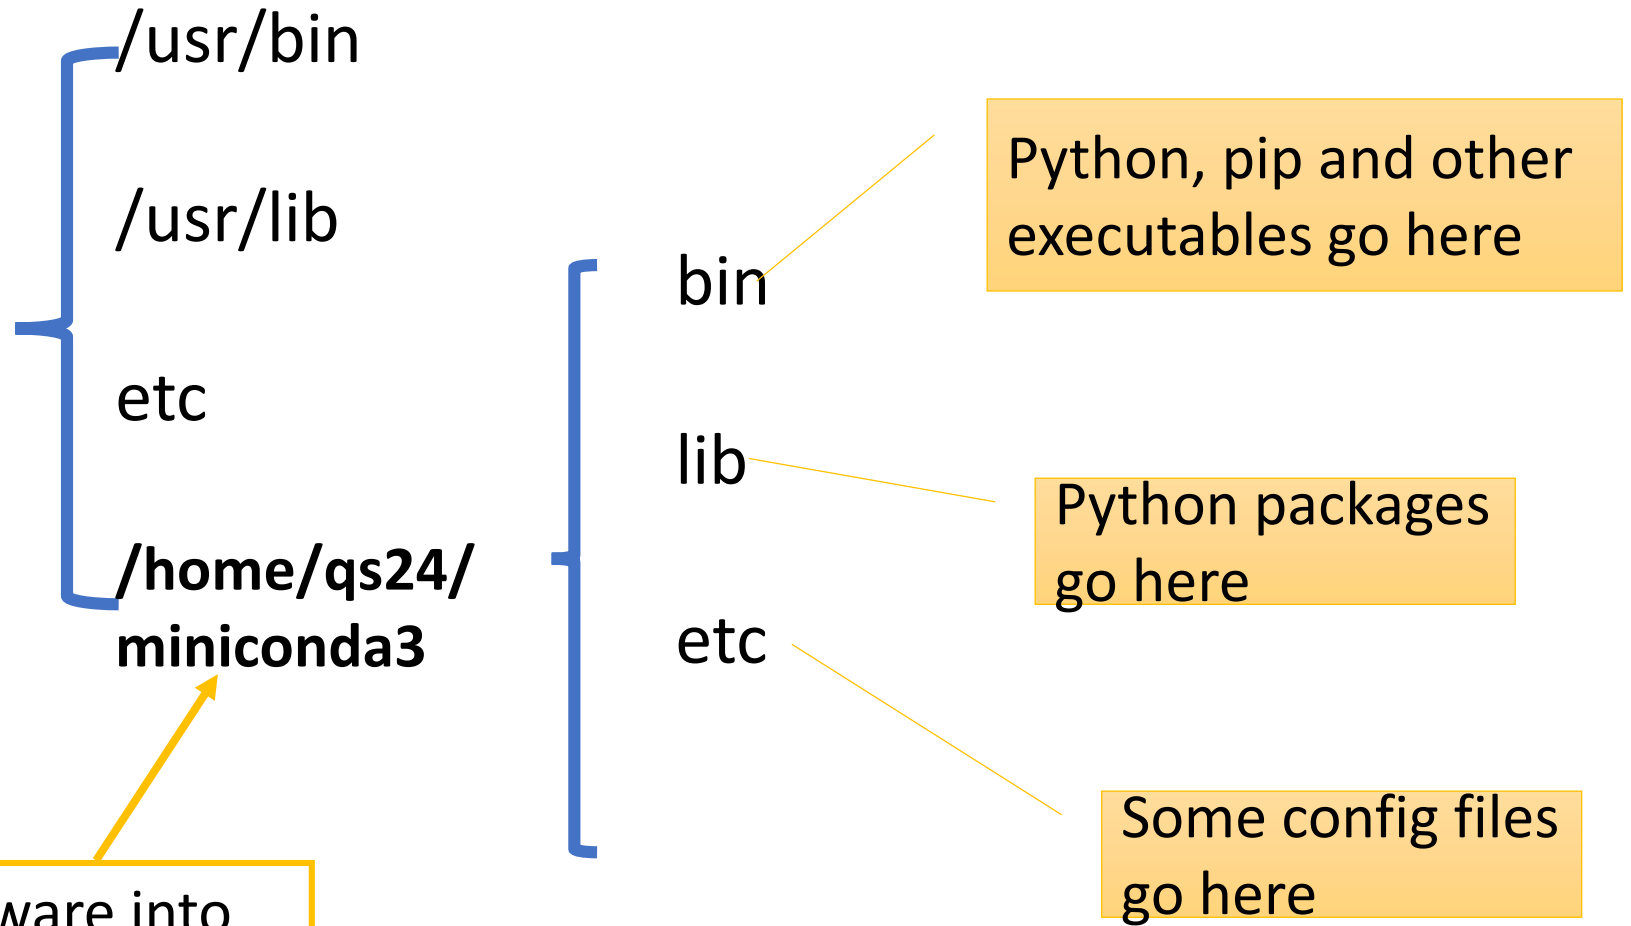 /usr/bin
/usr/lib
etc
/home/qs24/
miniconda3
bin
lib
etc
Python, pip and other
executables go here
Python packages
go here
Some config files
go here
into